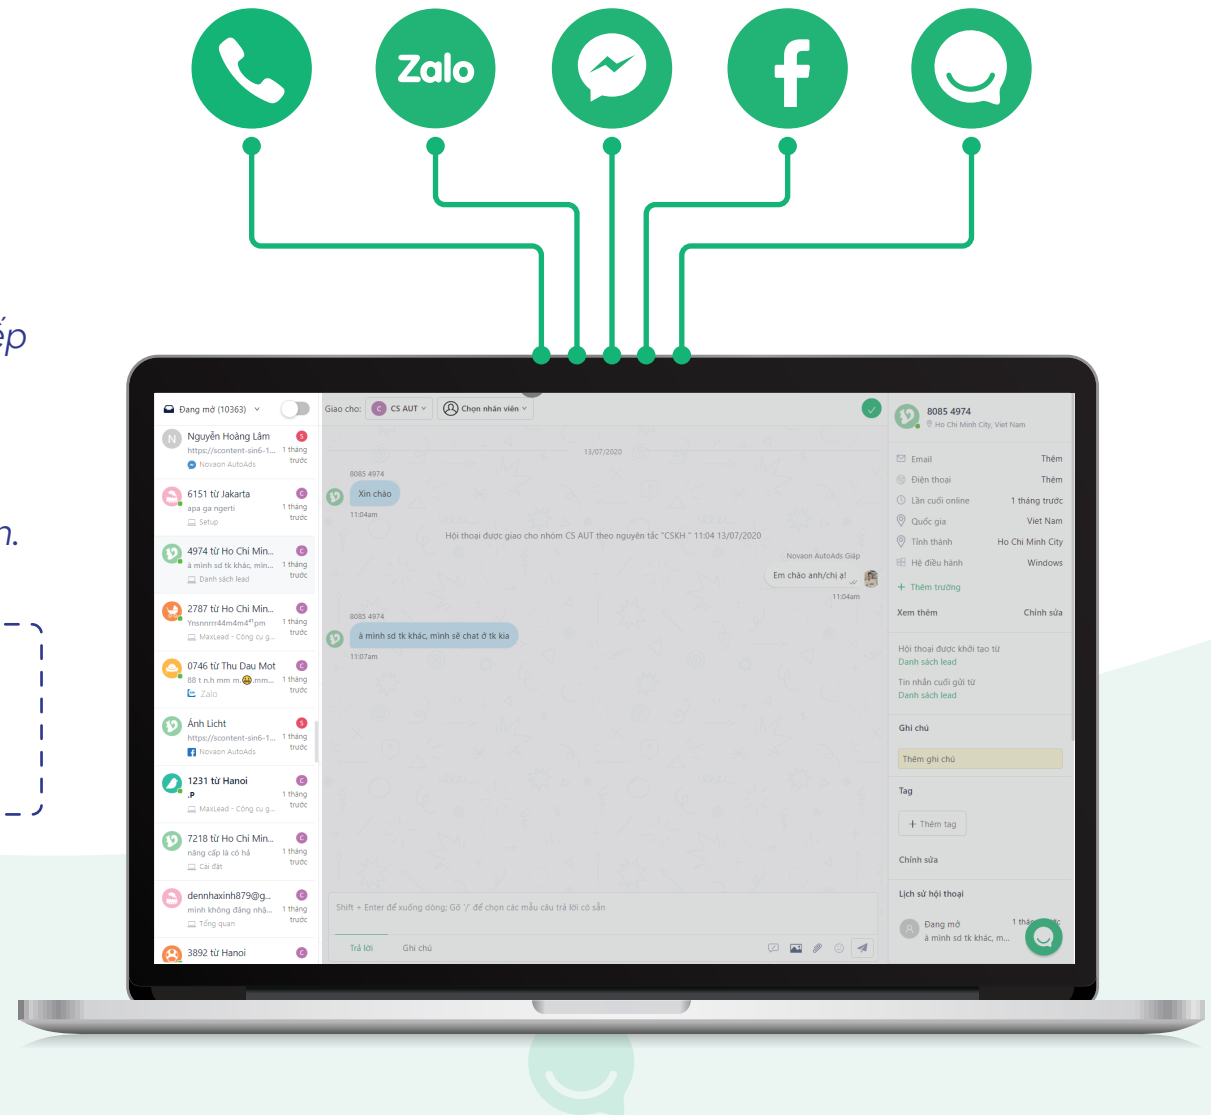 Zalo
ếp
n.
Đang mở (10363)
Nguyễn Hoàng Lâm
S
https://scontent-sin6-1...
1 tháng trước
Novaon AutoAds
6151 từ Jakarta
C
apa ga ngerti
1 tháng trước
Setup
4974 từ Ho Chi Min...
C
à mình sd tk khác, mìn...
1 tháng trước
Danh sách lead
2787 từ Ho Chi Min...
C
1 tháng trước
MaxLead - Công cụ g...
0746 từ Thu Dau Mot
C
88 t n.h mm m.😀.mm...
1 tháng trước
Zalo
Ánh Licht
S
https://scontent-sin6-1...
1 tháng trước
Novaon AutoAds
1231 từ Hanoi
C
.P
1 tháng trước
MaxLead - Công cụ g...
7218 từ Ho Chi Min...
C
nâng cấp là có hả
1 tháng trước
Cài đặt
dennhaxinh879@g...
C
mình không đăng nhậ...
1 tháng trước
Tổng quan
3892 từ Hanoi
C
Giao cho:
C
CS AUT
Chọn nhân viên
13/07/2020
8085 4974
Xin chào
11:04am
Hội thoại được giao cho nhóm CS AUT theo nguyên tắc "CSKH " 11:04 13/07/2020
Novaon AutoAds Giáp
Em chào anh/chị ạ!
11:04am
8085 4974
à mình sd tk khác, mình sẽ chat ở tk kia
11:07am
Shift + Enter để xuống dòng; Gõ '/' để chọn các mẫu câu trả lời có sẵn
Trả lời
Ghi chú
8085 4974
Ho Chi Minh City, Viet Nam
Email Thêm
Điện thoại Thêm
Lần cuối online 1 tháng trước
Quốc gia Viet Nam
Tỉnh thành Ho Chi Minh City
Hệ điều hành Windows
+ Thêm trường
Xem thêm Chỉnh sửa
Hội thoại được khởi tạo từ
Danh sách lead
Tin nhắn cuối gửi từ
Danh sách lead
Ghi chú
Thêm ghi chú
Tag
+ Thêm tag
Chỉnh sửa
Lịch sử hội thoại
Đang mở
à mình sd tk khác, m...